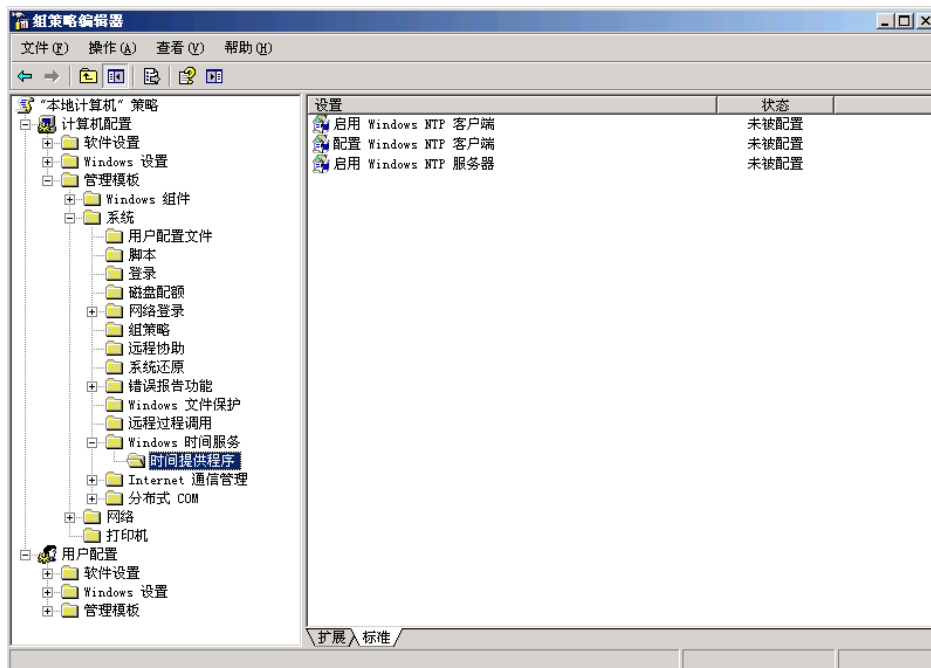 组策略编辑器
文件(F) 操作(A) 查看(V) 帮助(H)
"本地计算机" 策略
计算机配置
软件设置
Windows 设置
管理模板
Windows 组件
系统
用户配置文件
脚本
登录
磁盘配额
网络登录
组策略
远程协助
系统还原
错误报告功能
Windows 文件保护
远程过程调用
Windows 时间服务
时间提供程序
Internet 通信管理
分布式 COM
网络
打印机
用户配置
软件设置
Windows 设置
管理模板
设置 状态
启用 Windows NTP 客户端 未被配置
配置 Windows NTP 客户端 未被配置
启用 Windows NTP 服务器 未被配置
扩展 标准